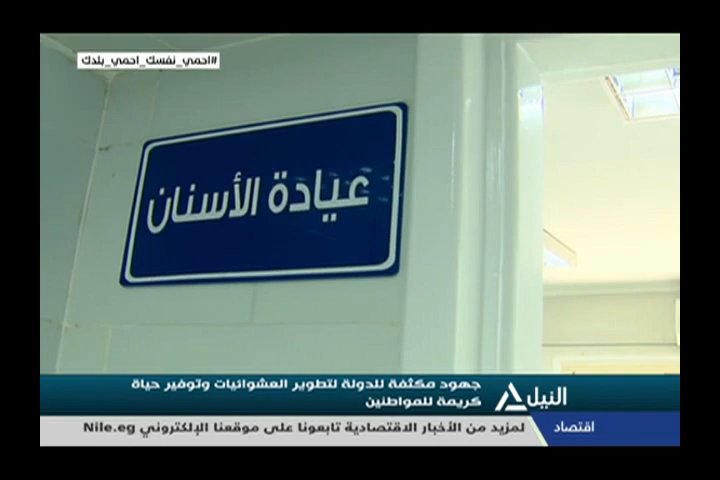 #احمي_نفسك_احمي_بلدك
عيادة الأسنان
النيل
جهود مكثفة للدولة لتطوير العشوائيات وتوفير حياة
كريمة للمواطنين
اقتصاد
لمزيد من الأخبار الاقتصادية تابعونا على موقعنا الإلكتروني Nile.eg